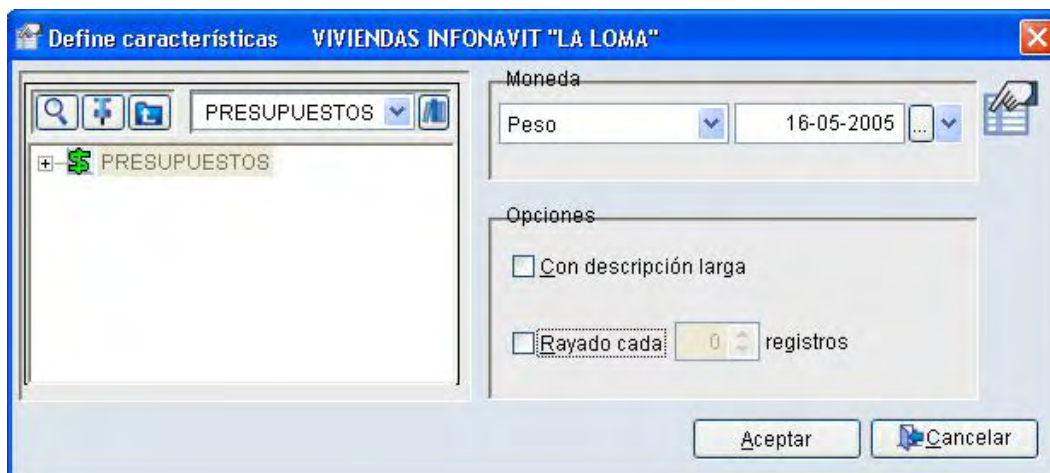 Define características VIVIENDAS INFONAVIT "LA LOMA"
PRESUPUESTOS
PRESUPUESTOS
Moneda
Peso 16-05-2005 ...
Opciones
Con descripción larga
Rayado cada 0 registros
Aceptar Cancelar